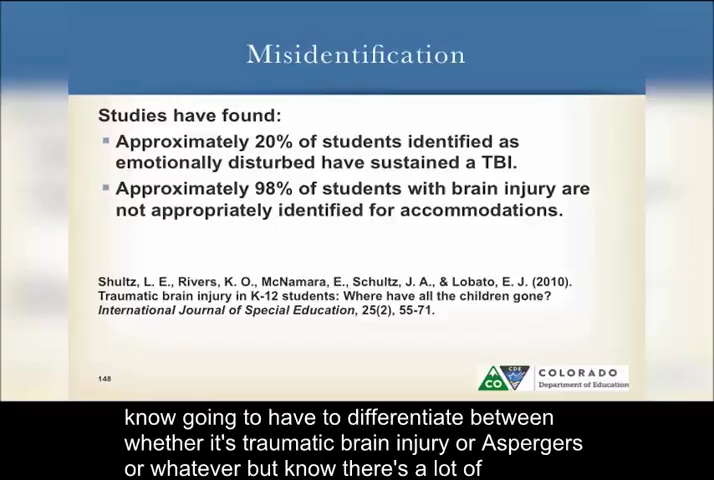 Misidentification
Studies have found:
Approximately 20% of students identified as
emotionally disturbed have sustained a TBI.
Approximately 98% of students with brain injury are
not appropriately identified for accommodations.
Shultz, L. E., Rivers, K. O., McNamara, E., Schultz, J. A., & Lobato, E. J. (2010).
Traumatic brain injury in K-12 students: Where have all the children gone?
International Journal of Special Education, 25(2), 55-71.
148
CO
CDE
COLORADO
Department of Education
know going to have to differentiate between
whether it's traumatic brain injury or Aspergers
or whatever but know there's a lot of